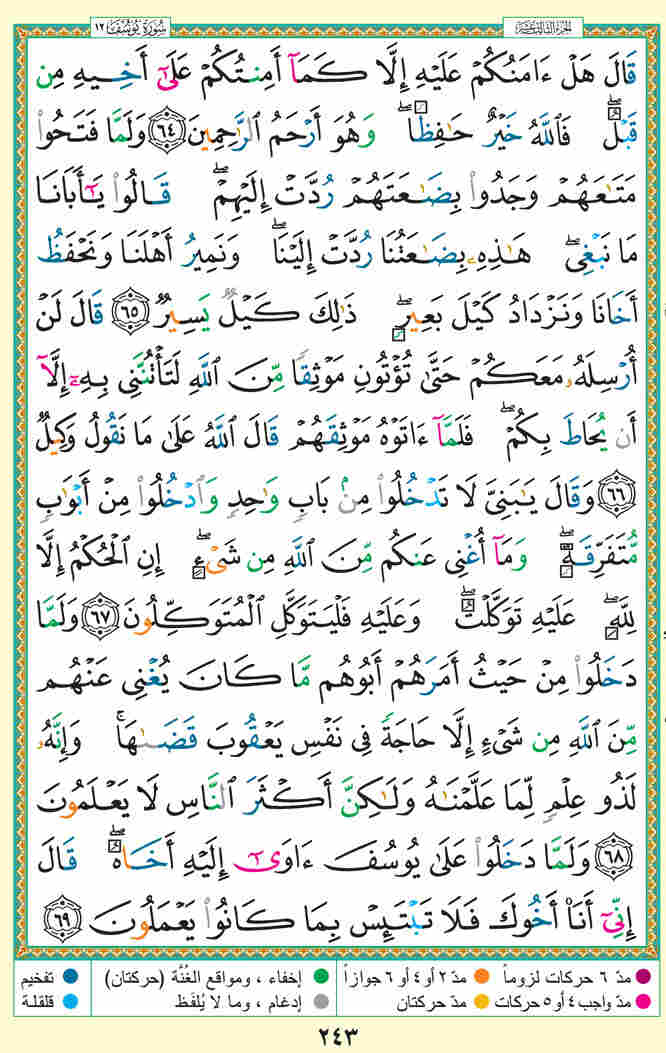 سُورَةُ يُوسُفَ ١٢
الجزء الثالث عشر
قَالَ هَلْ ءَامَنُكُمْ عَلَيْهِ إِلَّا كَمَآ أَمِنتُكُمْ عَلَىٰٓ أَخِيهِ مِن
قَبْلُ ۖ فَٱللَّهُ خَيْرٌ حَـٰفِظًا ۖ وَهُوَ أَرْحَمُ ٱلرَّٰحِمِينَ ٦٤ وَلَمَّا فَتَحُوا۟
مَتَـٰعَهُمْ وَجَدُوا۟ بِضَـٰعَتَهُمْ رُدَّتْ إِلَيْهِمْ ۖ قَالُوا۟ يَـٰٓأَبَانَا
مَا نَبْغِى ۖ هَـٰذِهِۦ بِضَـٰعَتُنَا رُدَّتْ إِلَيْنَا ۖ وَنَمِيرُ أَهْلَنَا وَنَحْفَظُ
أَخَانَا وَنَزْدَادُ كَيْلَ بَعِيرٍ ۖ ذَٰلِكَ كَيْلٌ يَسِيرٌ ٦٥ قَالَ لَنْ
أُرْسِلَهُۥ مَعَكُمْ حَتَّىٰ تُؤْتُونِ مَوْثِقًا مِّنَ ٱللَّهِ لَتَأْتُنَّنِى بِهِۦٓ إِلَّآ
أَن يُحَاطَ بِكُمْ ۖ فَلَمَّآ ءَاتَوْهُ مَوْثِقَهُمْ قَالَ ٱللَّهُ عَلَىٰ مَا نَقُولُ وَكِيلٌ
٦٦ وَقَالَ يَـٰبَنِىَّ لَا تَدْخُلُوا۟ مِنۢ بَابٍ وَٰحِدٍ وَٱدْخُلُوا۟ مِنْ أَبْوَٰبٍ
مُّتَفَرِّقَةٍ ۖ وَمَآ أُغْنِى عَنكُم مِّنَ ٱللَّهِ مِن شَىْءٍ ۖ إِنِ ٱلْحُكْمُ إِلَّا
لِلَّهِ ۖ عَلَيْهِ تَوَكَّلْتُ ۖ وَعَلَيْهِ فَلْيَتَوَكَّلِ ٱلْمُتَوَكِّلُونَ ٦٧ وَلَمَّا
دَخَلُوا۟ مِنْ حَيْثُ أَمَرَهُمْ أَبُوهُم مَّا كَانَ يُغْنِى عَنْهُم
مِّنَ ٱللَّهِ مِن شَىْءٍ إِلَّا حَاجَةً فِى نَفْسِ يَعْقُوبَ قَضَىٰهَا ۚ وَإِنَّهُۥ
لَذُو عِلْمٍ لِّمَا عَلَّمْنَـٰهُ وَلَـٰكِنَّ أَكْثَرَ ٱلنَّاسِ لَا يَعْلَمُونَ
٦٨ وَلَمَّا دَخَلُوا۟ عَلَىٰ يُوسُفَ ءَاوَىٰٓ إِلَيْهِ أَخَاهُ ۖ قَالَ
إِنِّىٓ أَنَا۠ أَخُوكَ فَلَا تَبْتَئِسْ بِمَا كَانُوا۟ يَعْمَلُونَ ٦٩
مدّ ٦ حركات لزوماً
مدّ ٢ أو ٤ أو ٦ جوازاً
إخفاء ، ومواقع الغُنَّة (حركتان)
تفخيم
مدّ واجب ٤ أو ٥ حركات
مدّ حركتان
إدغام ، وما لا يُلفَظ
قلقلة
٢٤٣